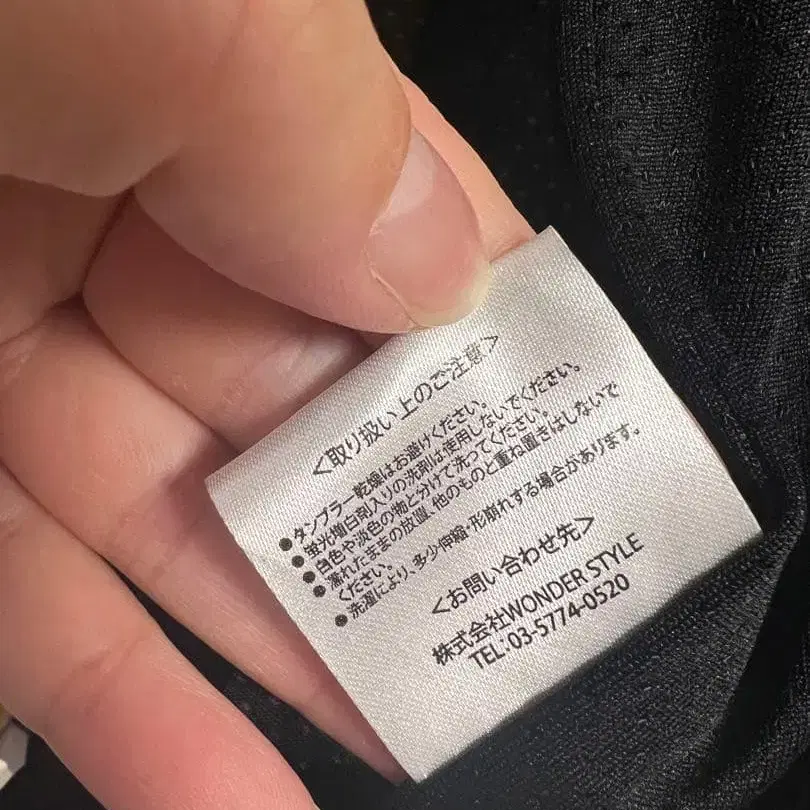 <取り扱い上のご注意>
●タンブラー乾燥はお避けください。
●蛍光増白剤入りの洗剤は使用しないでください。
●白色や淡色の物と分けて洗ってください。
●濡れたままの放置、他のものと重ね置きはしないで
ください。
●洗濯により、多少伸縮・形崩れする場合があります。
<お問い合わせ先>
株式会社WONDER STYLE
TEL:03-5774-0520